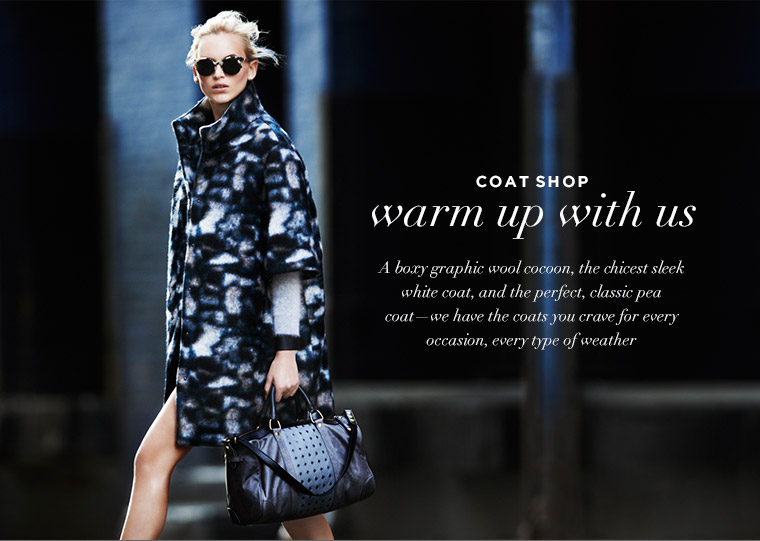 COAT SHOP
warm up with us
A boxy graphic wool cocoon, the chicest sleek
white coat, and the perfect, classic pea
coat—we have the coats you crave for every
occasion, every type of weather